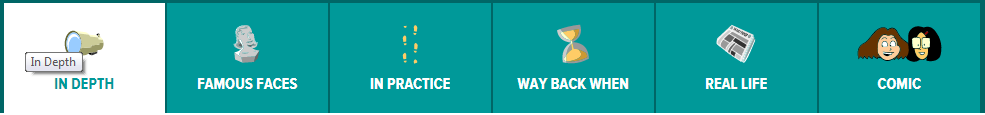 In Depth
IN DEPTH
FAMOUS FACES
IN PRACTICE
WAY BACK WHEN
REAL LIFE
COMIC